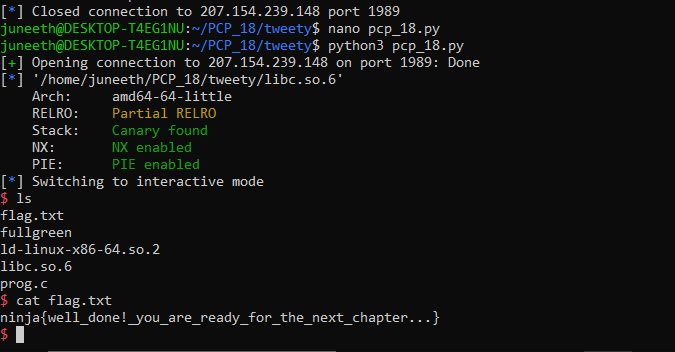 [*] Closed connection to 207.154.239.148 port 1989
juneeth@DESKTOP-T4EG1NU:~/PCP_18/tweety$ nano pcp_18.py
juneeth@DESKTOP-T4EG1NU:~/PCP_18/tweety$ python3 pcp_18.py
[+] Opening connection to 207.154.239.148 on port 1989: Done
[*] '/home/juneeth/PCP_18/tweety/libc.so.6'
    Arch:     amd64-64-little
    RELRO:    Partial RELRO
    Stack:    Canary found
    NX:       NX enabled
    PIE:      PIE enabled
[*] Switching to interactive mode
$ ls
flag.txt
fullgreen
ld-linux-x86-64.so.2
libc.so.6
prog.c
$ cat flag.txt
ninja{well_done!_you_are_ready_for_the_next_chapter...}
$